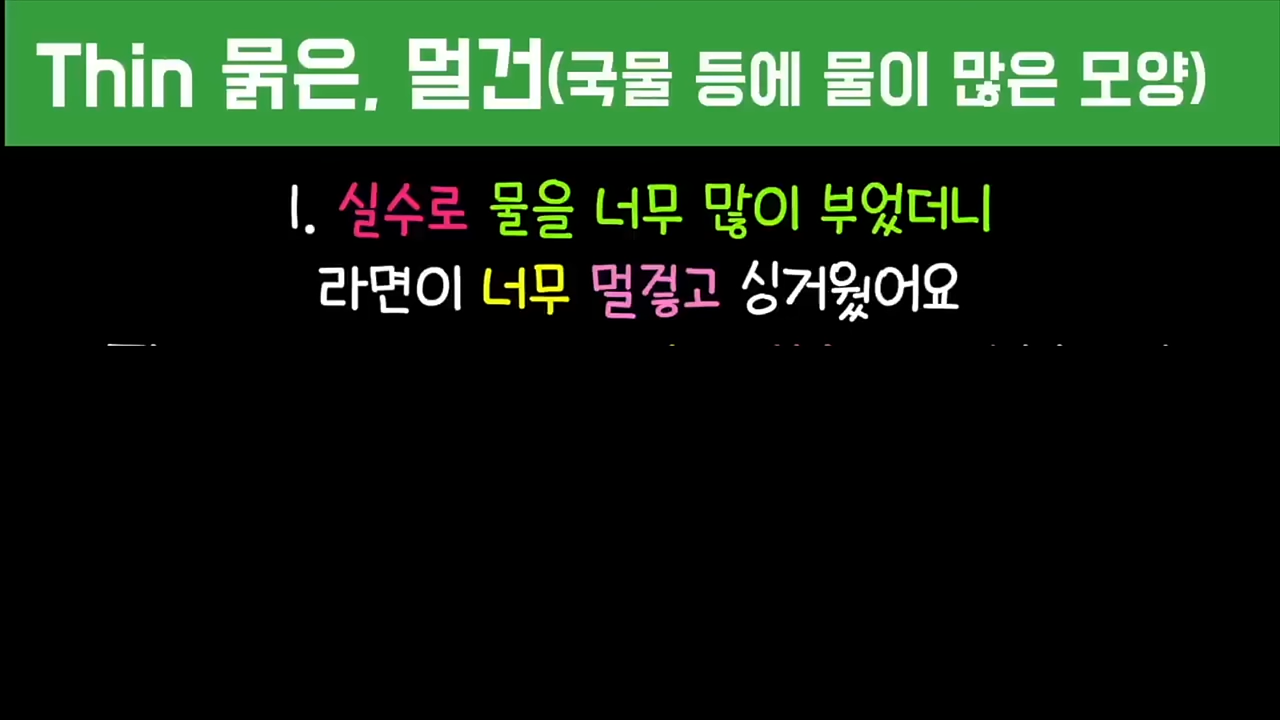 Thin 묽은, 멀건(국물 등에 물이 많은 모양)
1. 실수로 물을 너무 많이 부었더니
라면이 너무 멀겋고 싱거웠어요